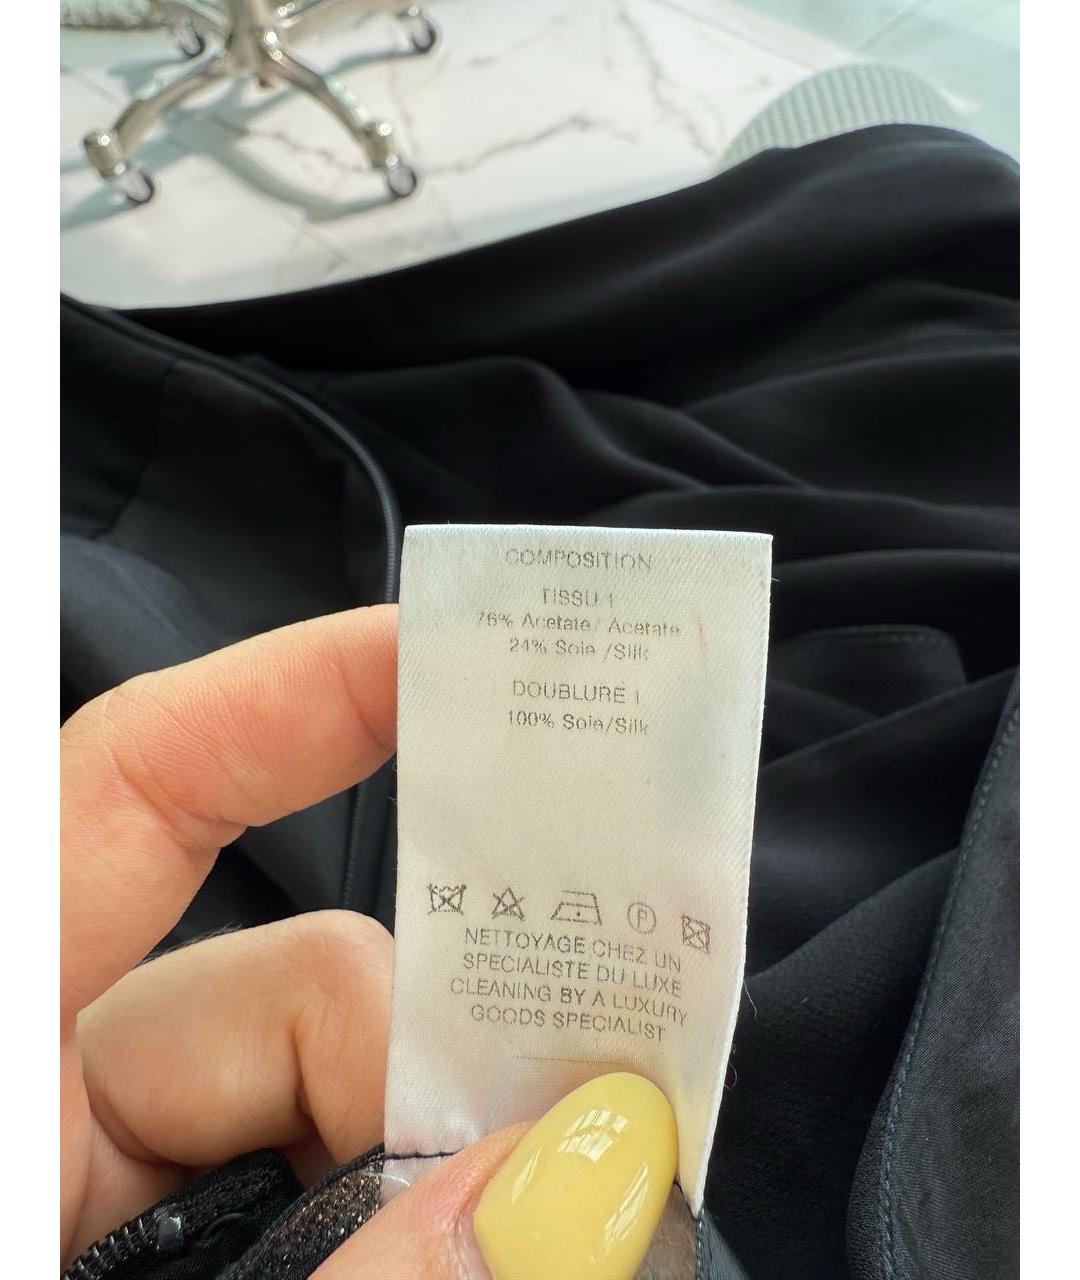 COMPOSITION
TISSU 1
76% Acetate/ Acetate
24% Soie /Silk
DOUBLURE 1
100% Soie/Silk
P
NETTOYAGE CHEZ UN
SPECIALISTE DU LUXE
CLEANING BY A LUXURY
GOODS SPECIALIST